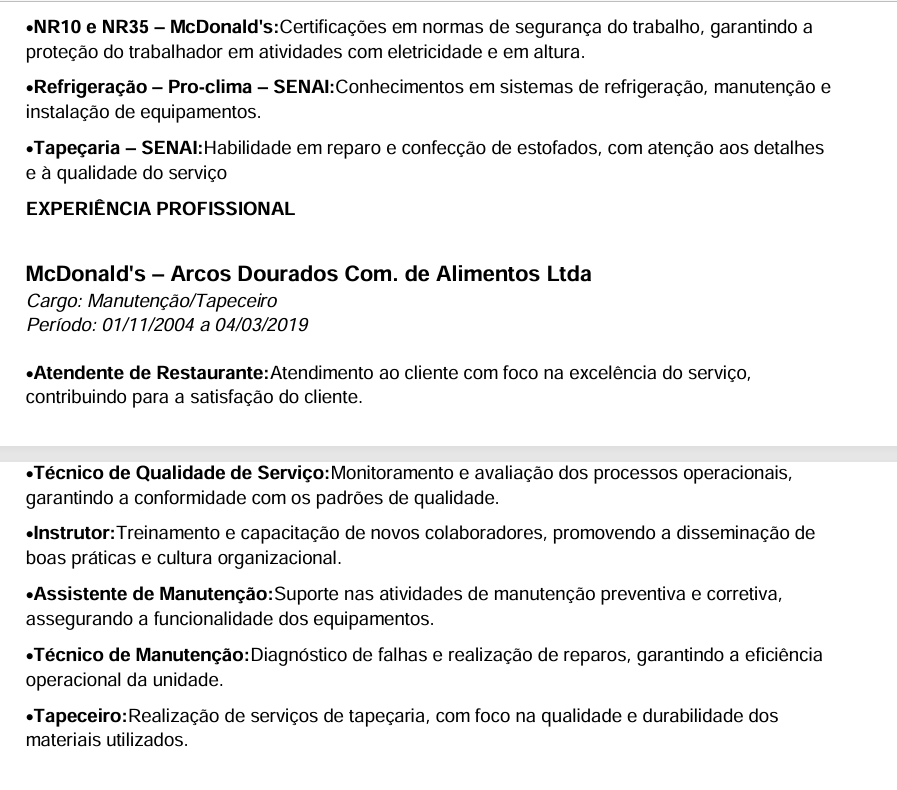 •NR10 e NR35 – McDonald's:Certificações em normas de segurança do trabalho, garantindo a
proteção do trabalhador em atividades com eletricidade e em altura.
•Refrigeração – Pro-clima – SENAI:Conhecimentos em sistemas de refrigeração, manutenção e
instalação de equipamentos.
•Tapeçaria – SENAI:Habilidade em reparo e confecção de estofados, com atenção aos detalhes
e à qualidade do serviço
EXPERIÊNCIA PROFISSIONAL
McDonald's – Arcos Dourados Com. de Alimentos Ltda
Cargo: Manutenção/Tapeceiro
Período: 01/11/2004 a 04/03/2019
•Atendente de Restaurante:Atendimento ao cliente com foco na excelência do serviço,
contribuindo para a satisfação do cliente.
•Técnico de Qualidade de Serviço:Monitoramento e avaliação dos processos operacionais,
garantindo a conformidade com os padrões de qualidade.
•Instrutor:Treinamento e capacitação de novos colaboradores, promovendo a disseminação de
boas práticas e cultura organizacional.
•Assistente de Manutenção:Suporte nas atividades de manutenção preventiva e corretiva,
assegurando a funcionalidade dos equipamentos.
•Técnico de Manutenção:Diagnóstico de falhas e realização de reparos, garantindo a eficiência
operacional da unidade.
•Tapeceiro:Realização de serviços de tapeçaria, com foco na qualidade e durabilidade dos
materiais utilizados.